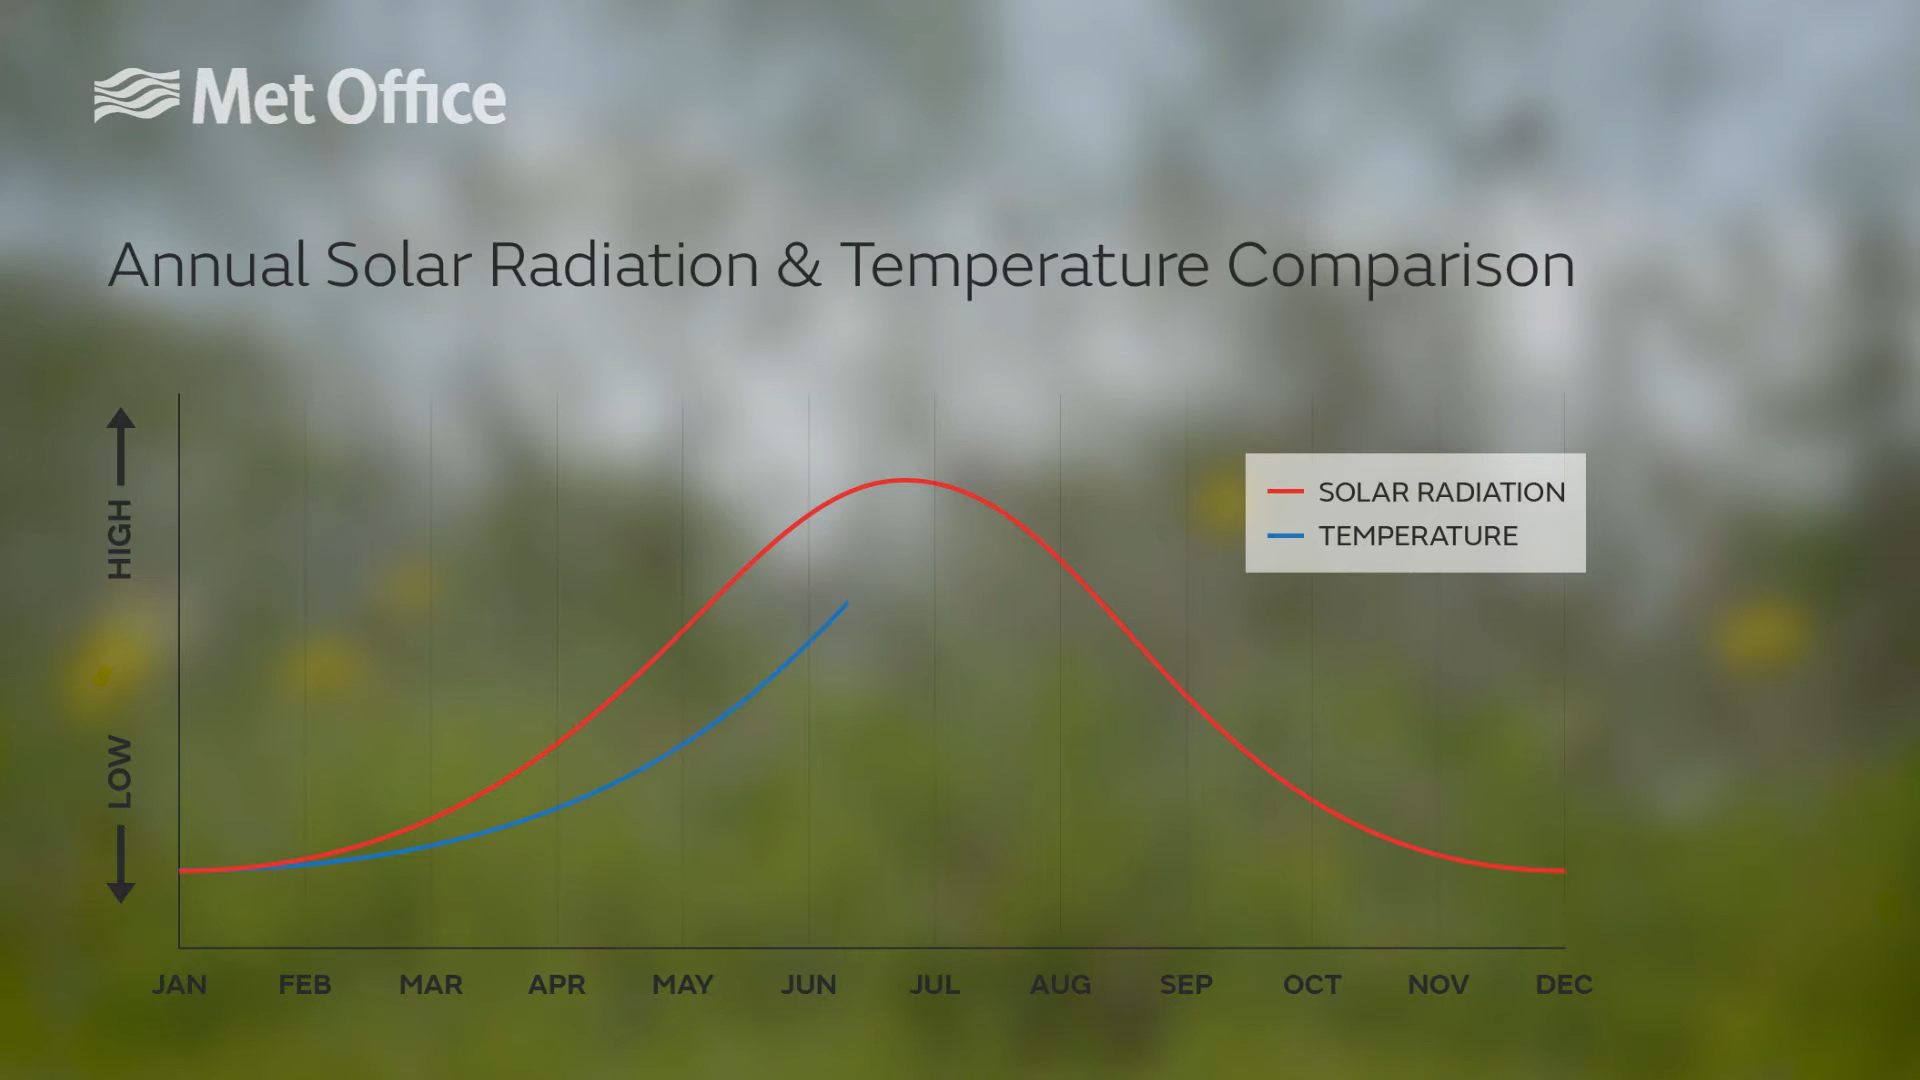 Met Office
Annual Solar Radiation & Temperature Comparison
HIGH
LOW
SOLAR RADIATION
TEMPERATURE
JAN FEB MAR APR MAY JUN JUL AUG SEP OCT NOV DEC